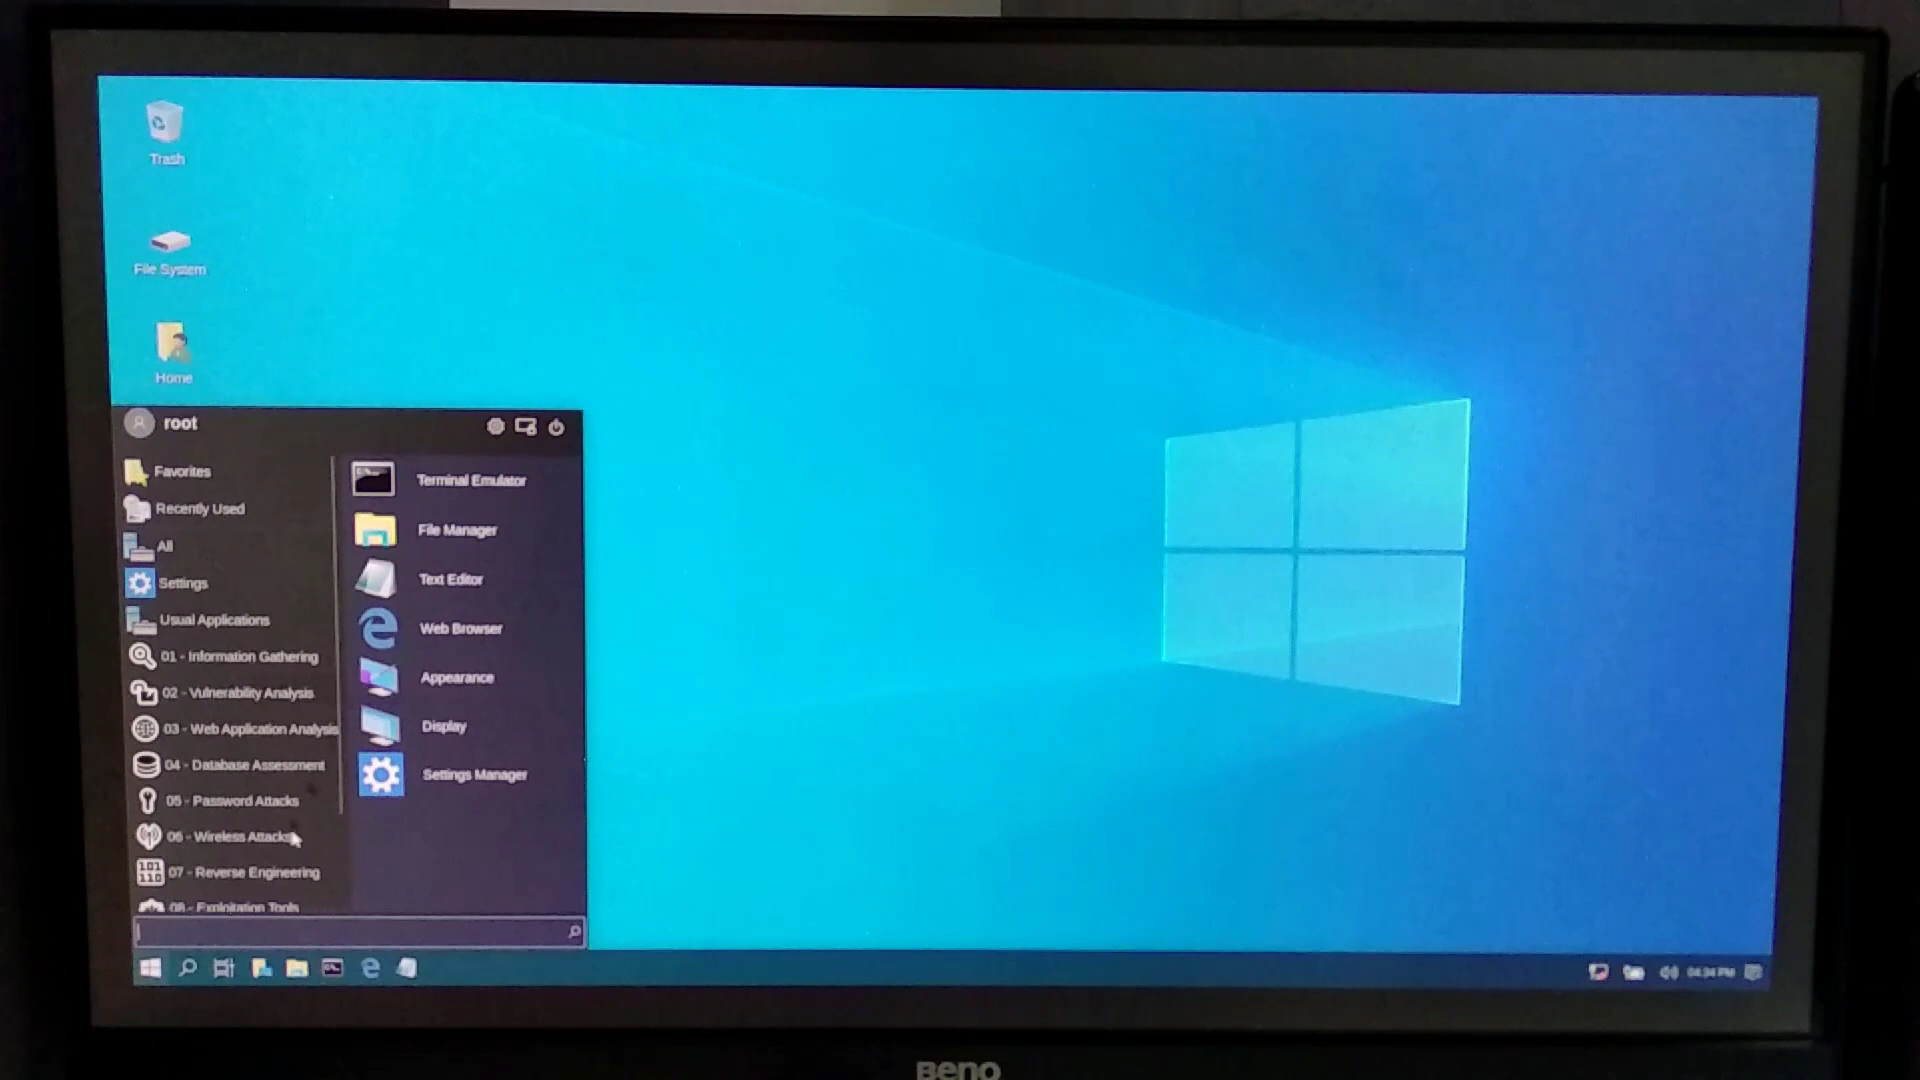 Trash
File System
Home
root
Favorites
Recently Used
All
Settings
Usual Applications
01 - Information Gathering
02 - Vulnerability Analysis
03 - Web Application Analysis
04 - Database Assessment
05 - Password Attacks
06 - Wireless Attacks
07 - Reverse Engineering
08 - Exploitation Tools
Terminal Emulator
File Manager
Text Editor
Web Browser
Appearance
Display
Settings Manager
04:34 PM
BenQ